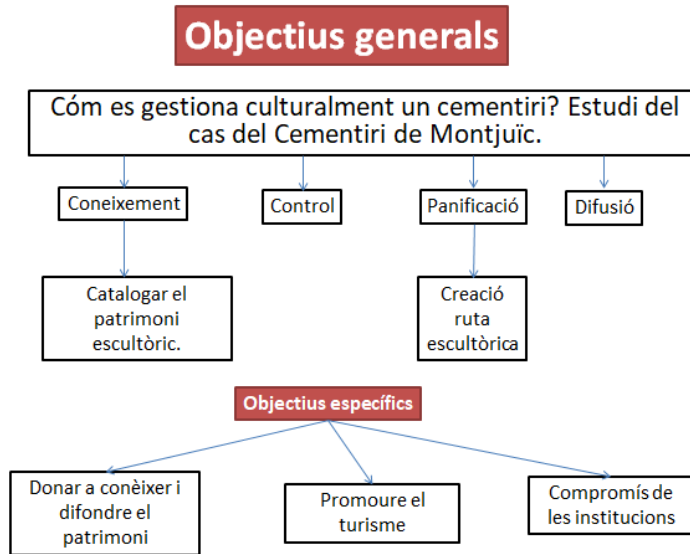 Objectius generals
Cóm es gestiona culturalment un cementiri? Estudi del
cas del Cementiri de Montjuïc.
Coneixement
Control
Panificació
Difusió
Catalogar el
patrimoni
escultòric.
Creació
ruta
escultòrica
Objectius específics
Donar a conèixer i
difondre el
patrimoni
Promoure el
turisme
Compromís de
les institucions